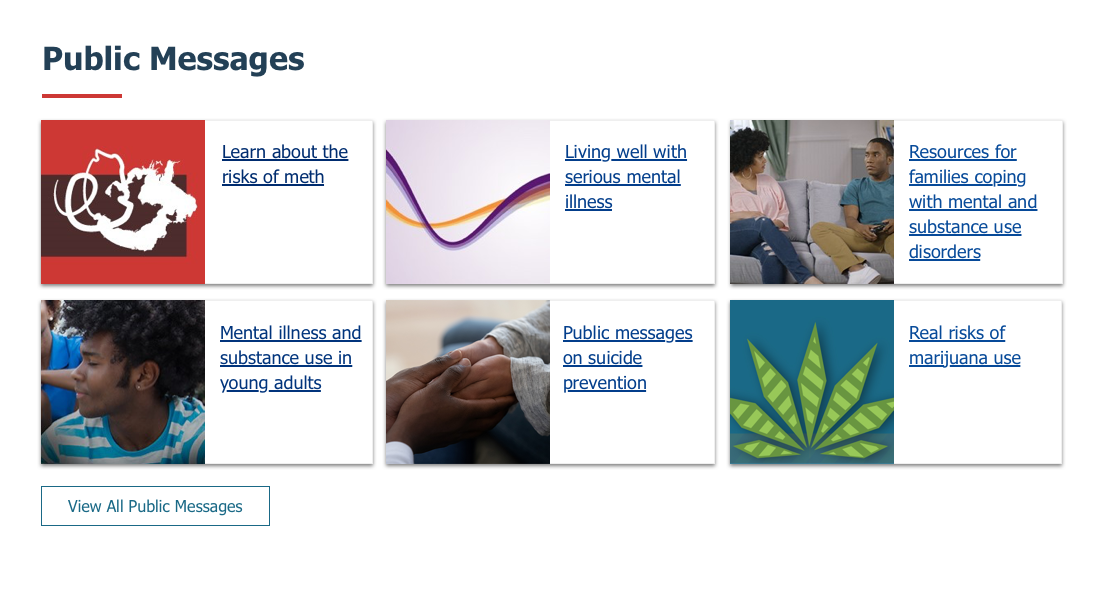 Public Messages
Learn about the
risks of meth
Living well with
serious mental
illness
Resources for
families coping
with mental and
substance use
disorders
Mental illness and
substance use in
young adults
Public messages
on suicide
prevention
Real risks of
marijuana use
View All Public Messages